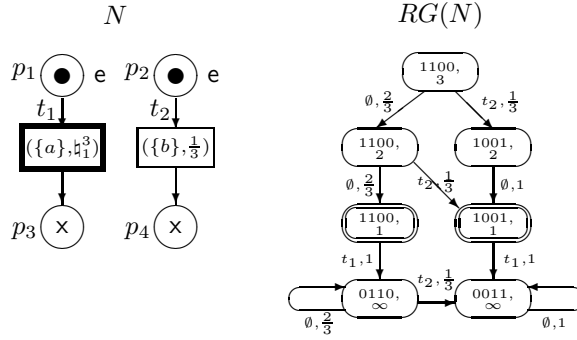 N
RG(N)
p₁ e p₂ e
t₁ t₂
({a},♮³₁) ({b},1/3)
p₃ x p₄ x
1100,
3
∅,2/3 t₂,1/3
1100,
2
1001,
2
∅,2/3 t₂,1/3 ∅,1
1100,
1
1001,
1
t₁,1 t₁,1
0110,
∞
t₂,1/3
0011,
∞
∅,2/3 ∅,1